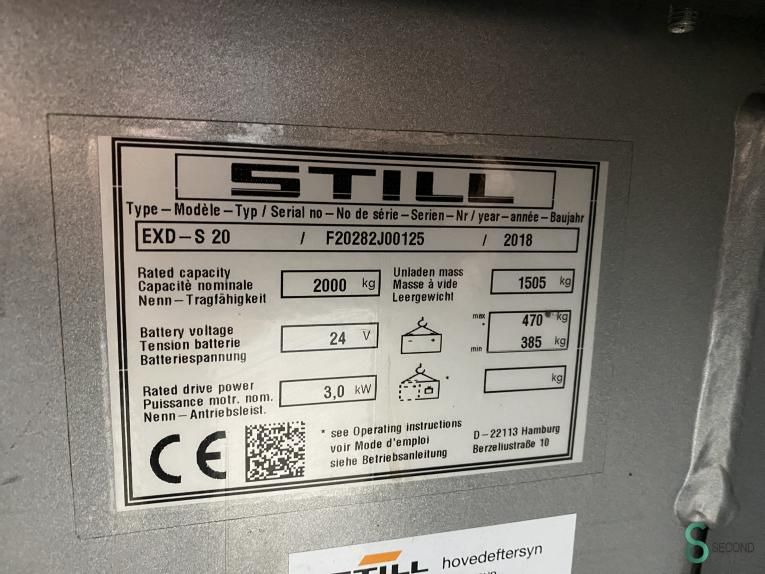 STILL
Type – Modèle – Typ / Serial no – No de série – Serien – Nr / year – année – Baujahr
EXD – S 20 / F20282J00125 / 2018
Rated capacity
Capacité nominale
Nenn – Tragfähigkeit
2000 kg
Unladen mass
Masse à vide
Leergewicht
1505 kg
Battery voltage
Tension batterie
Batteriespannung
24 V
max *
470 kg
min
385 kg
Rated drive power
Puissance motr. nom.
Nenn – Antriebsleist.
3,0 kW
*
kg
CE
* see Operating instructions
voir Mode d'emploi
siehe Betriebsanleitung
D – 22113 Hamburg
Berzeliustraße 10
STILL hovedeftersyn
SECOND